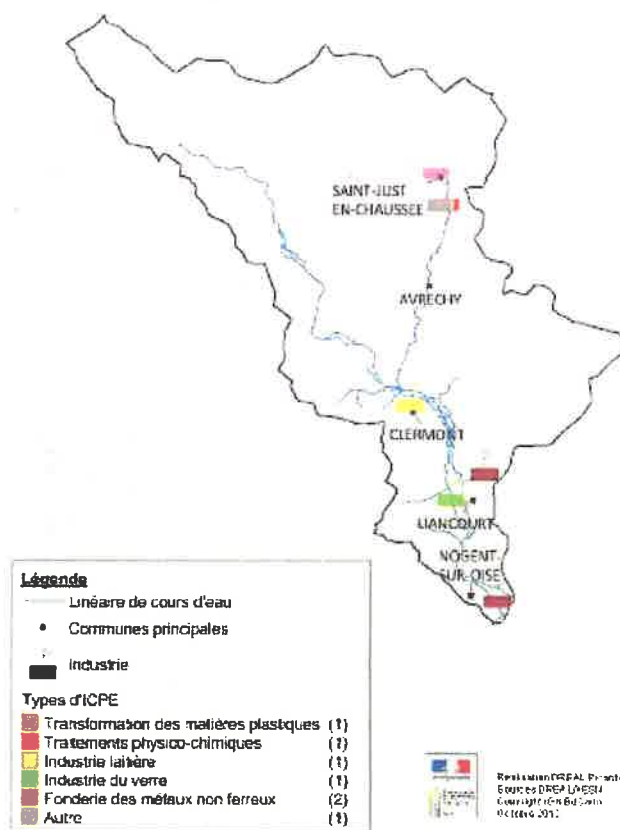 SAINT-JUST
EN-CHAUSSEE
AVRECHY
CLERMONT
LIANCOURT
NOGENT-
SUR-OISE
Légende
Linéaire de cours d'eau
Communes principales
Industrie
Types d'ICPE
Transformation des matières plastiques (1)
Traitements physico-chimiques (1)
Industrie laitière (1)
Industrie du verre (1)
Fonderie des métaux non ferreux (2)
Autre (1)
DREAL
Sources